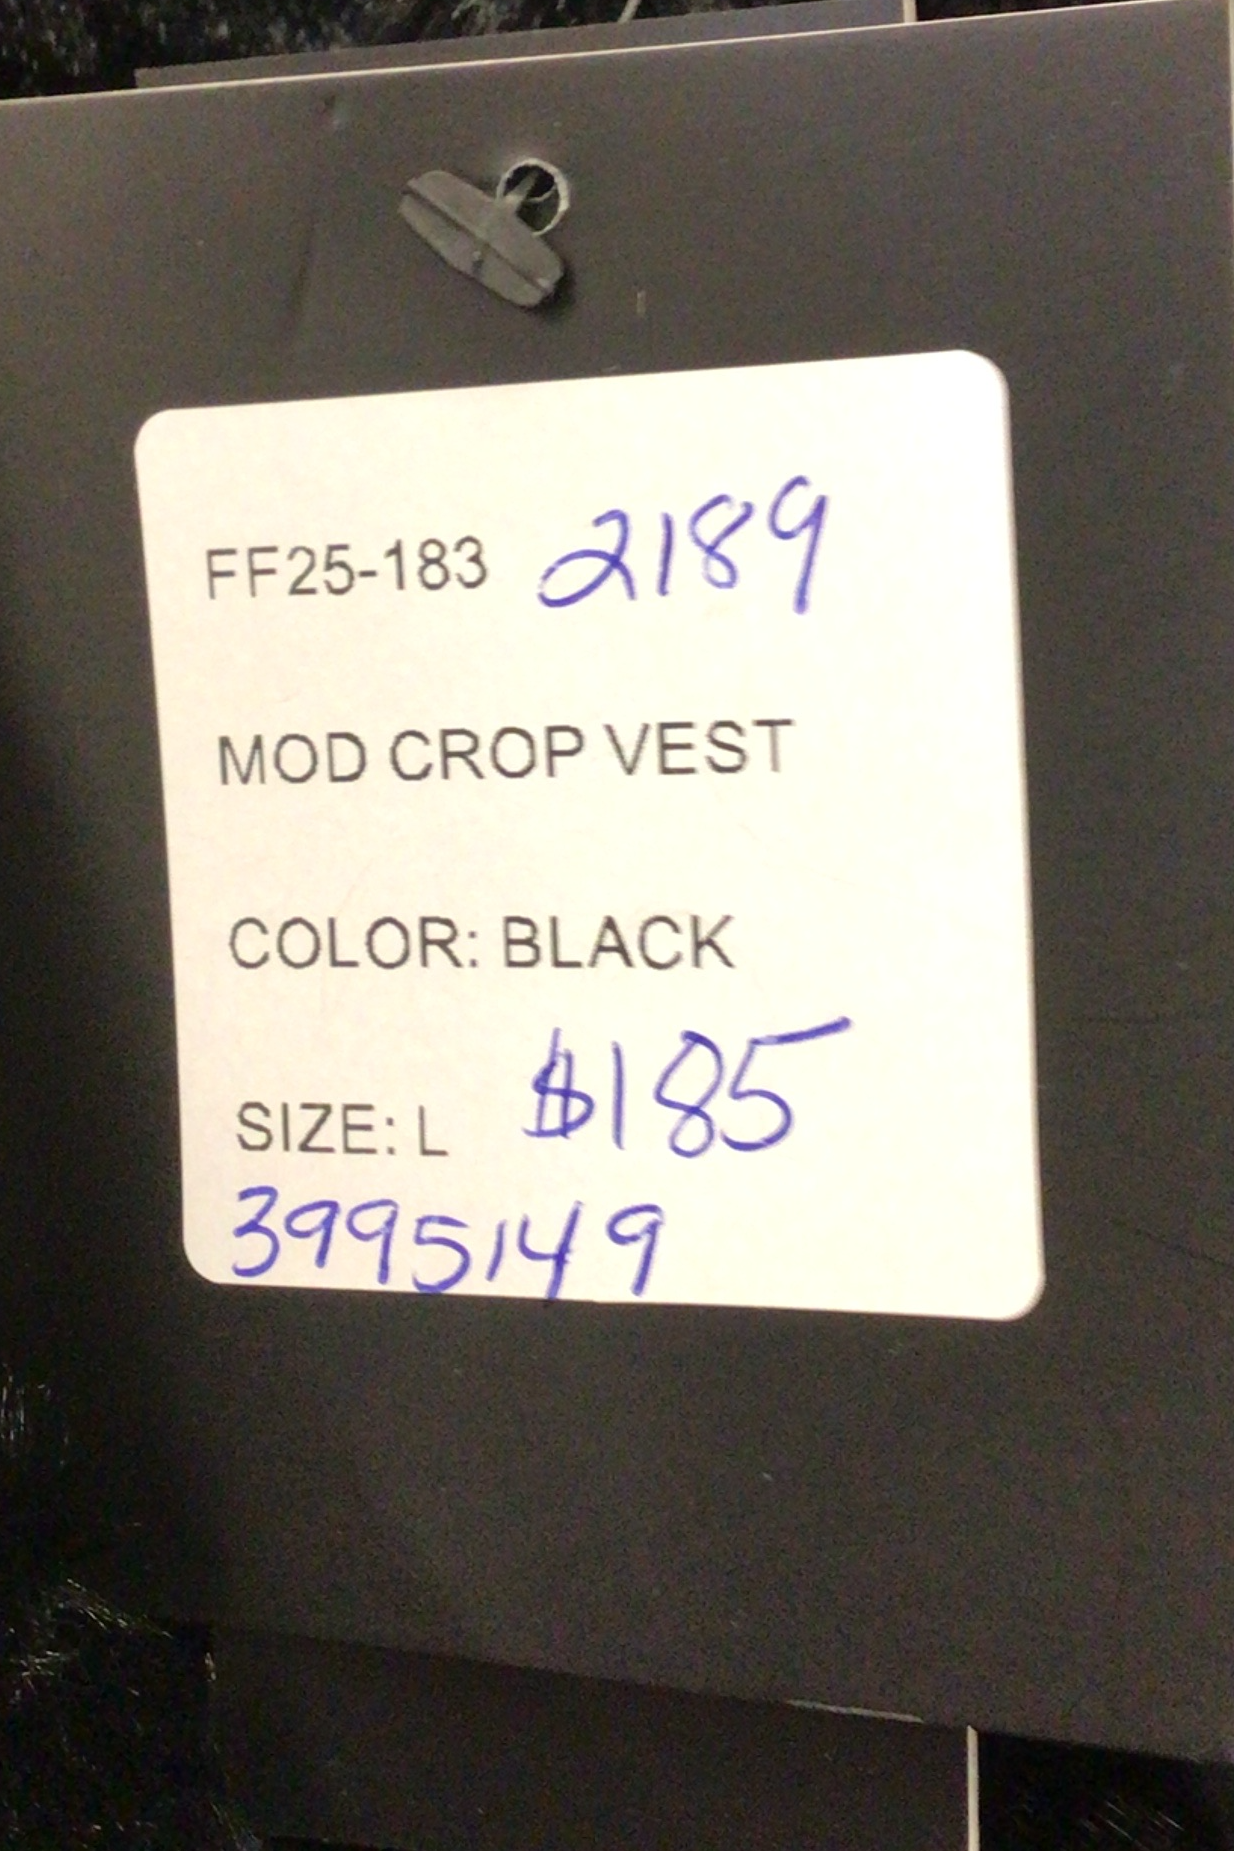 FF25-183 2189
MOD CROP VEST
COLOR: BLACK
$185
SIZE: L
3995149